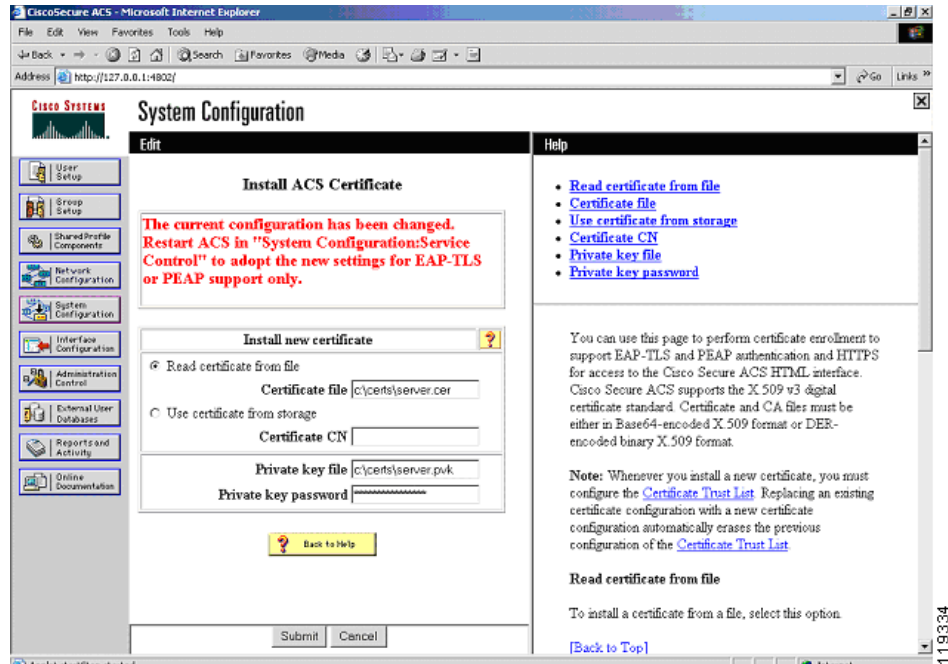 CiscoSecure ACS - Microsoft Internet Explorer
File Edit View Favorites Tools Help
Back Search Favorites Media
Address http://127.0.0.1:4802/ Go Links »
CISCO SYSTEMS
System Configuration
User Setup
Group Setup
Shared Profile Components
Network Configuration
System Configuration
Interface Configuration
Administration Control
External User Databases
Reports and Activity
Online Documentation
Edit
Install ACS Certificate
The current configuration has been changed.
Restart ACS in "System Configuration:Service
Control" to adopt the new settings for EAP-TLS
or PEAP support only.
Install new certificate
Read certificate from file
Certificate file c:\certs\server.cer
Use certificate from storage
Certificate CN
Private key file c:\certs\server.pvk
Private key password ****************
Back to Help
Submit Cancel
Help
• Read certificate from file
• Certificate file
• Use certificate from storage
• Certificate CN
• Private key file
• Private key password
You can use this page to perform certificate enrollment to
support EAP-TLS and PEAP authentication and HTTPS
for access to the Cisco Secure ACS HTML interface.
Cisco Secure ACS supports the X.509 v3 digital
certificate standard. Certificate and CA files must be
either in Base64-encoded X.509 format or DER-
encoded binary X.509 format.
Note: Whenever you install a new certificate, you must
configure the Certificate Trust List. Replacing an existing
certificate configuration with a new certificate
configuration automatically erases the previous
configuration of the Certificate Trust List.
Read certificate from file
To install a certificate from a file, select this option.
[Back to Top]
119334